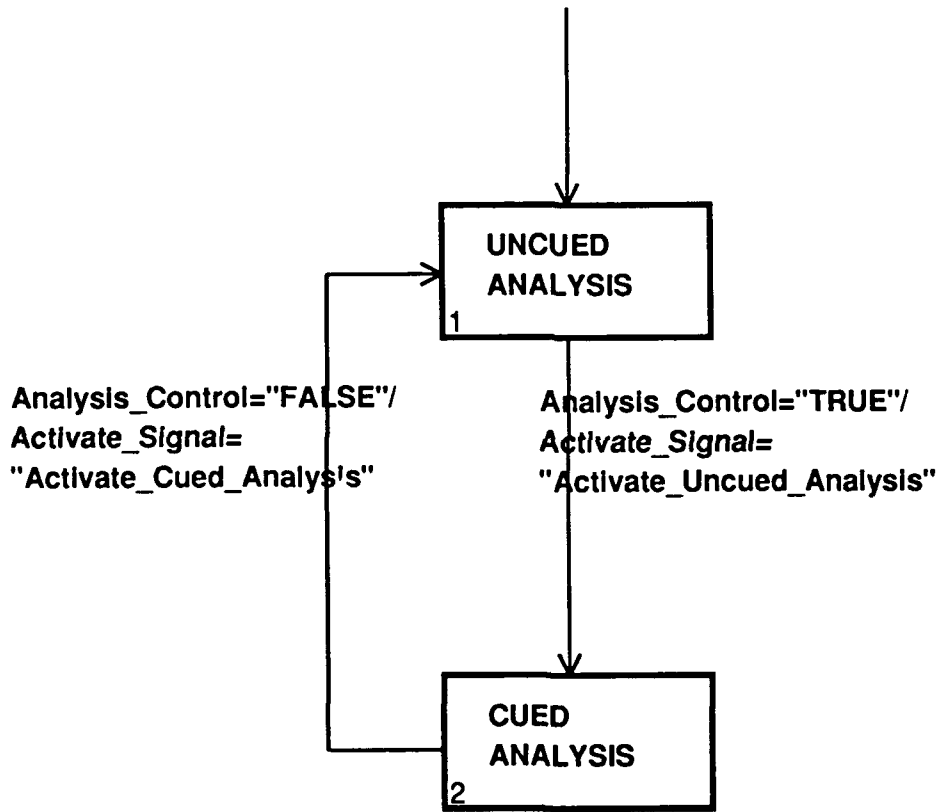 UNCUED
ANALYSIS
1
Analysis_Control="FALSE"/
Activate_Signal=
"Activate_Cued_Analysis"
Analysis_Control="TRUE"/
Activate_Signal=
"Activate_Uncued_Analysis"
CUED
ANALYSIS
2